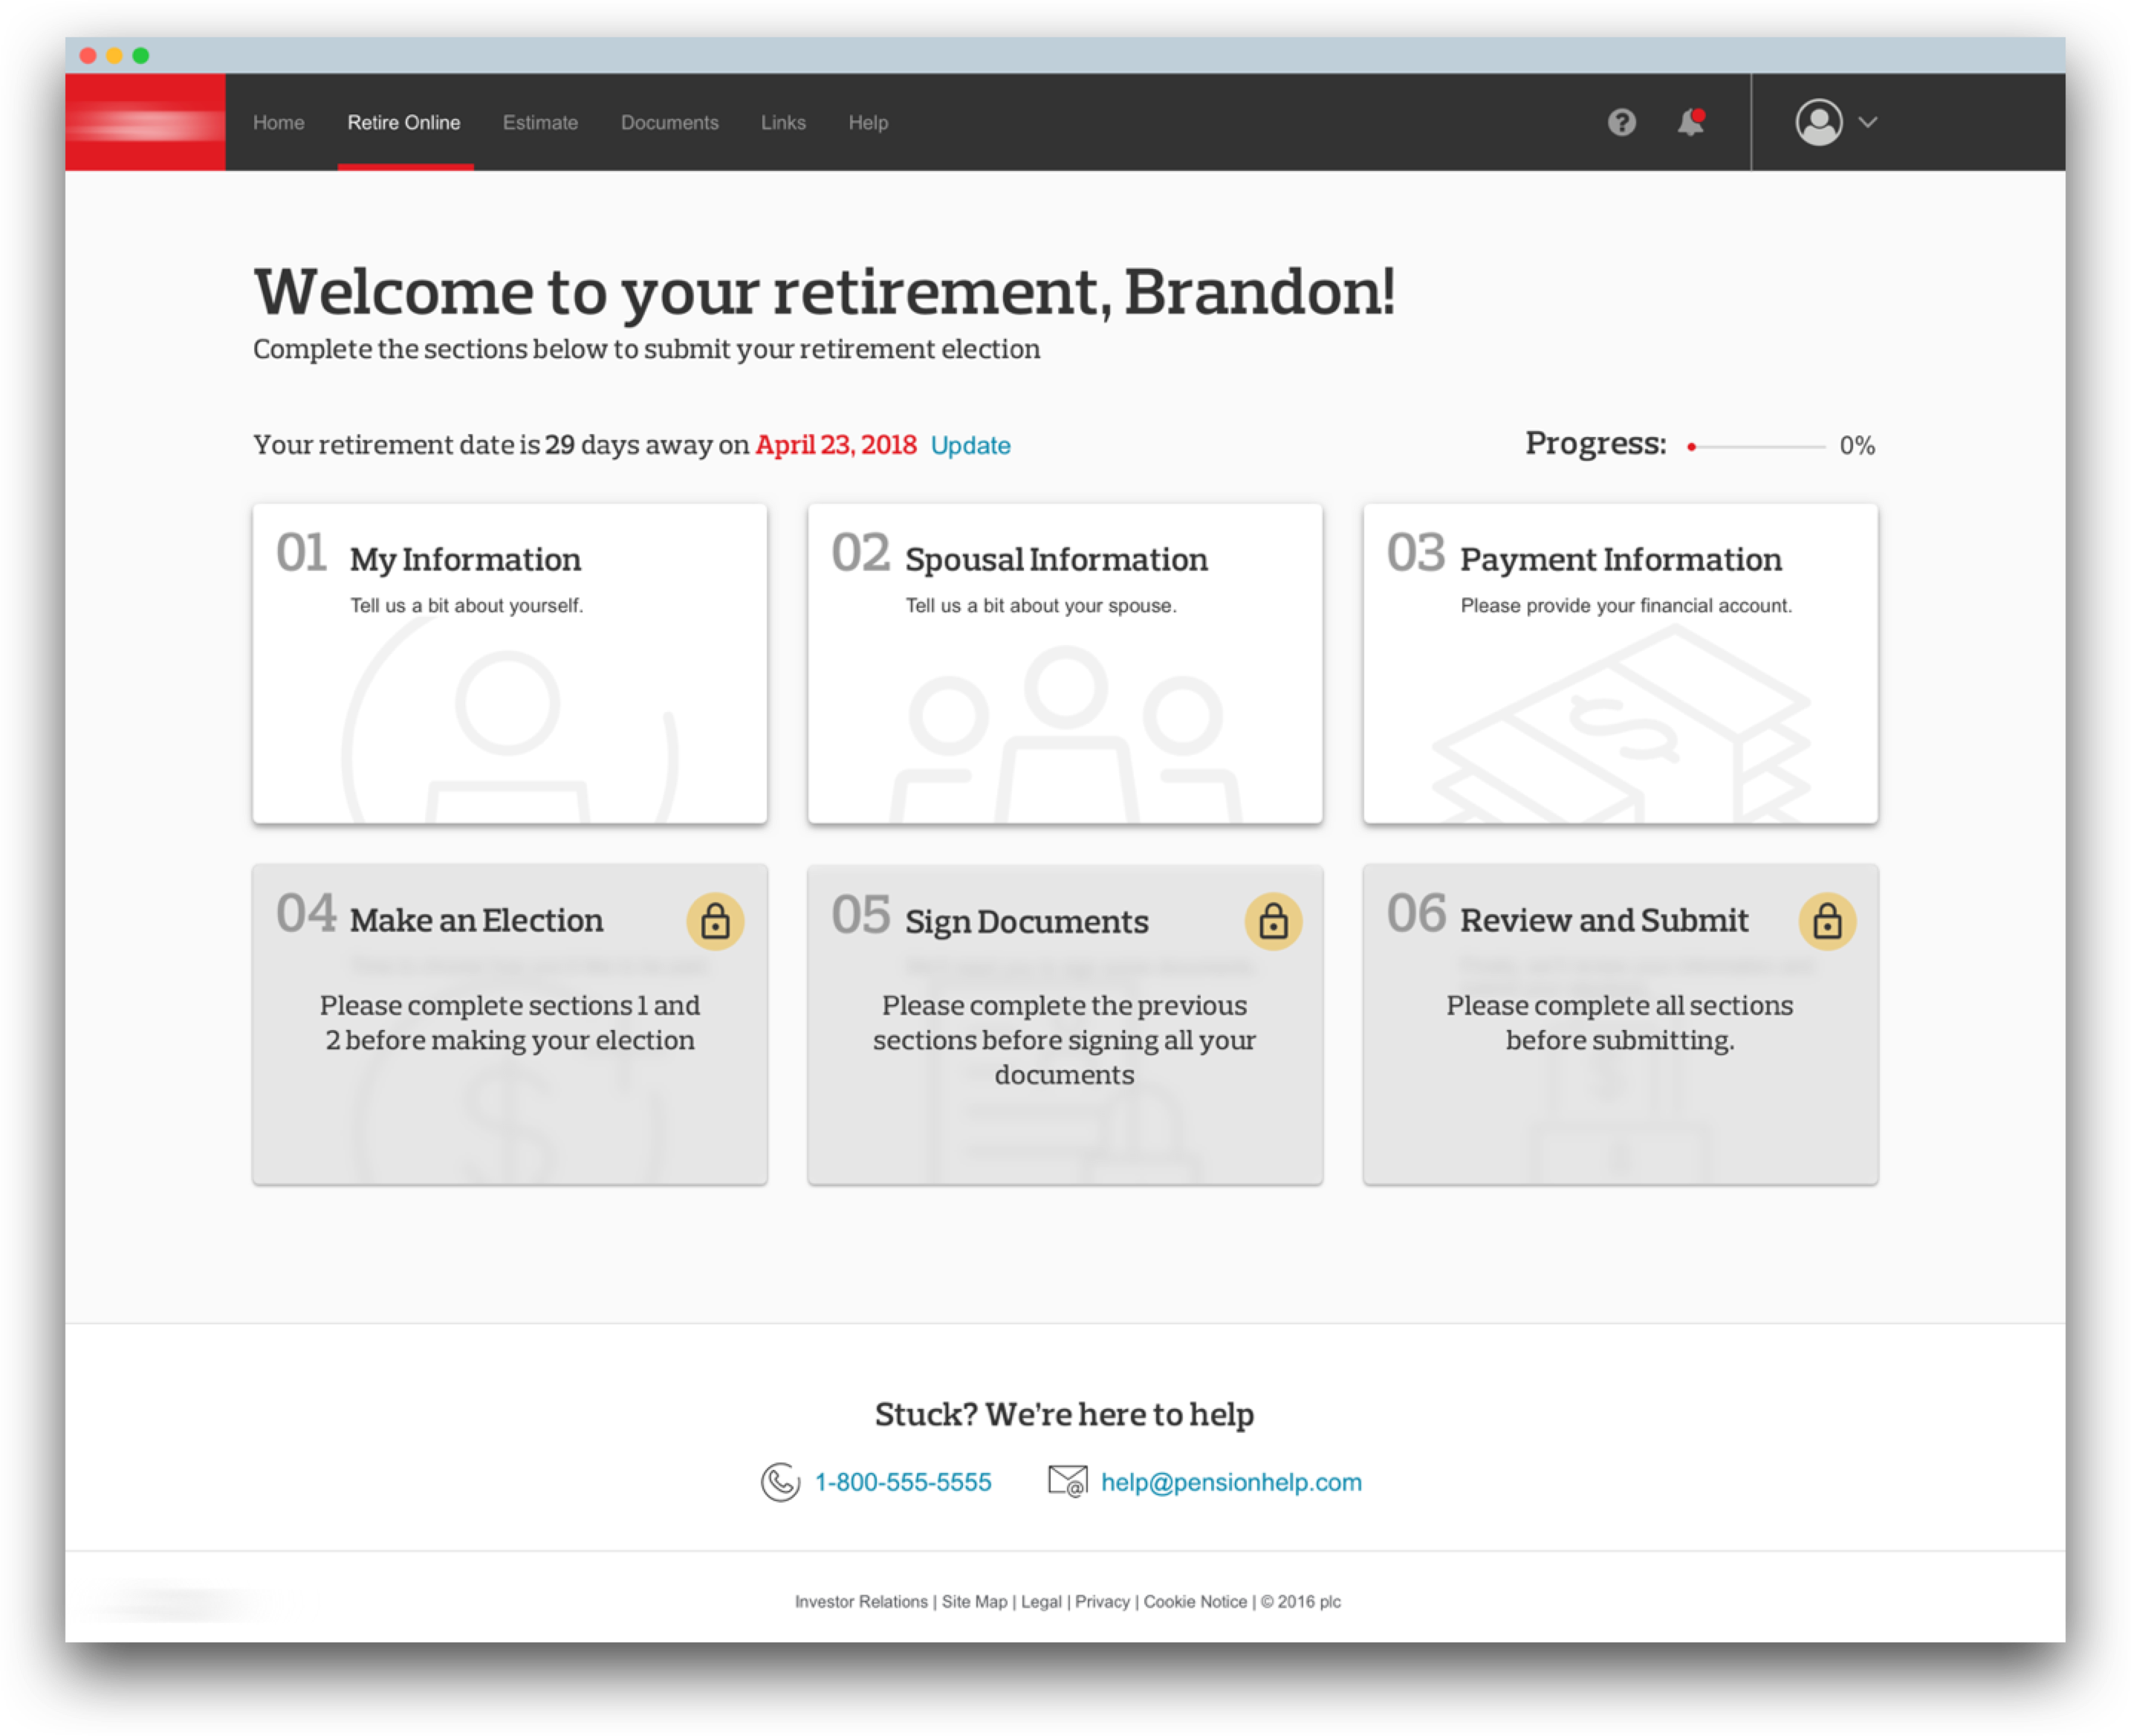 Home Retire Online Estimate Documents Links Help
Welcome to your retirement, Brandon!
Complete the sections below to submit your retirement election
Your retirement date is 29 days away on April 23, 2018 Update
Progress: 0%
01 My Information
Tell us a bit about yourself.
02 Spousal Information
Tell us a bit about your spouse.
03 Payment Information
Please provide your financial account.
04 Make an Election
Please complete sections 1 and
2 before making your election
05 Sign Documents
Please complete the previous
sections before signing all your
documents
06 Review and Submit
Please complete all sections
before submitting.
Stuck? We're here to help
1-800-555-5555 help@pensionhelp.com
Investor Relations | Site Map | Legal | Privacy | Cookie Notice | © 2016 plc